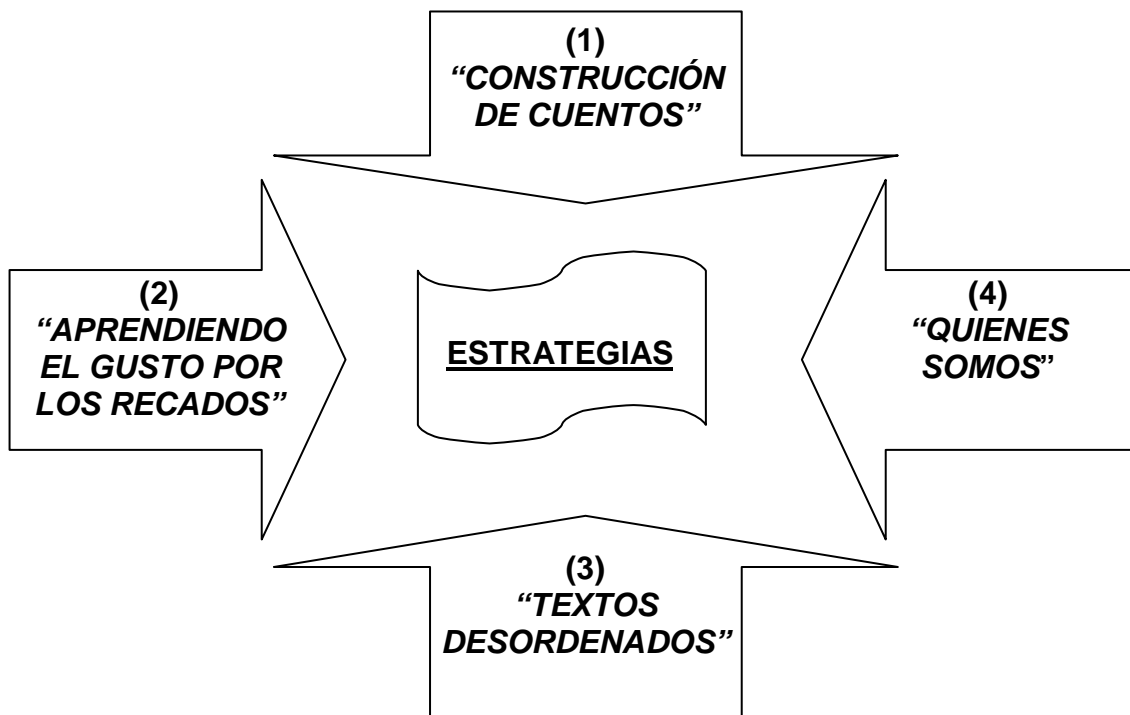 (1)
“CONSTRUCCIÓN
DE CUENTOS”
(2)
“APRENDIENDO
EL GUSTO POR
LOS RECADOS”
ESTRATEGIAS
(4)
“QUIENES
SOMOS”
(3)
“TEXTOS
DESORDENADOS”